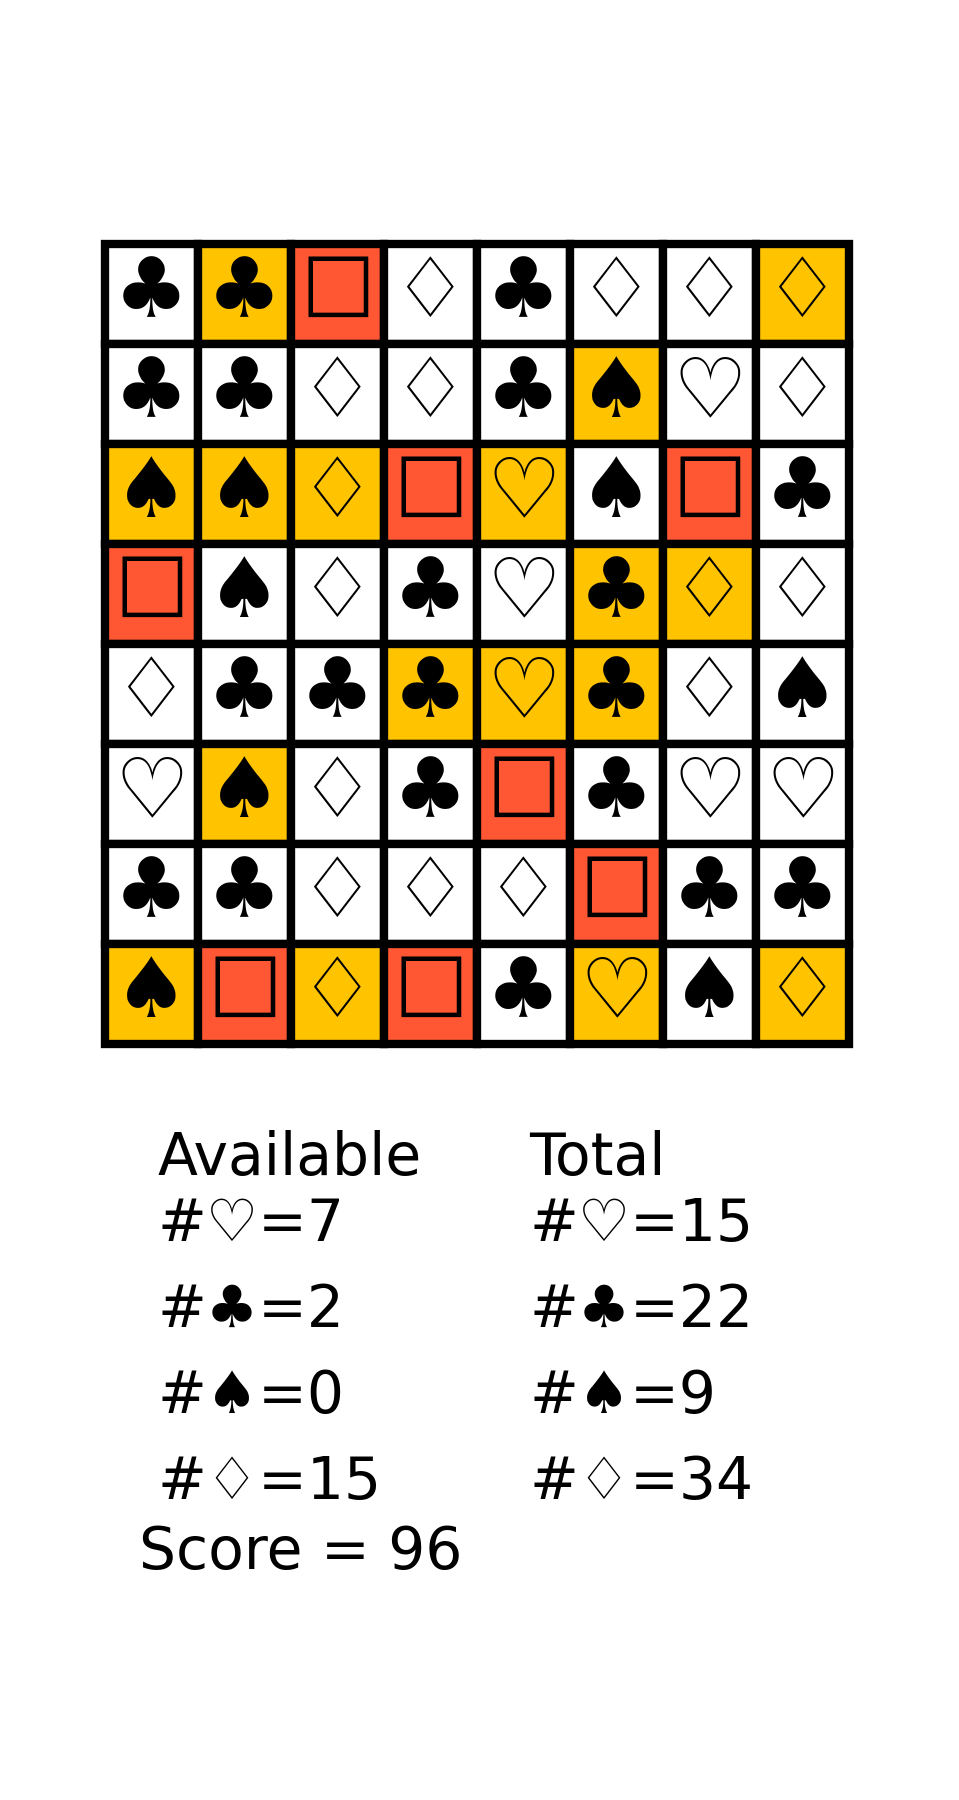 ♣ ♣ □ ♢ ♣ ♢ ♢ ♢
♣ ♣ ♢ ♢ ♣ ♠ ♡ ♢
♠ ♠ ♢ □ ♡ ♠ □ ♣
□ ♠ ♢ ♣ ♡ ♣ ♢ ♢
♢ ♣ ♣ ♣ ♡ ♣ ♢ ♠
♡ ♠ ♢ ♣ □ ♣ ♡ ♡
♣ ♣ ♢ ♢ ♢ □ ♣ ♣
♠ □ ♢ □ ♣ ♡ ♠ ♢
Available Total
#♡=7 #♡=15
#♣=2 #♣=22
#♠=0 #♠=9
#♢=15 #♢=34
Score = 96